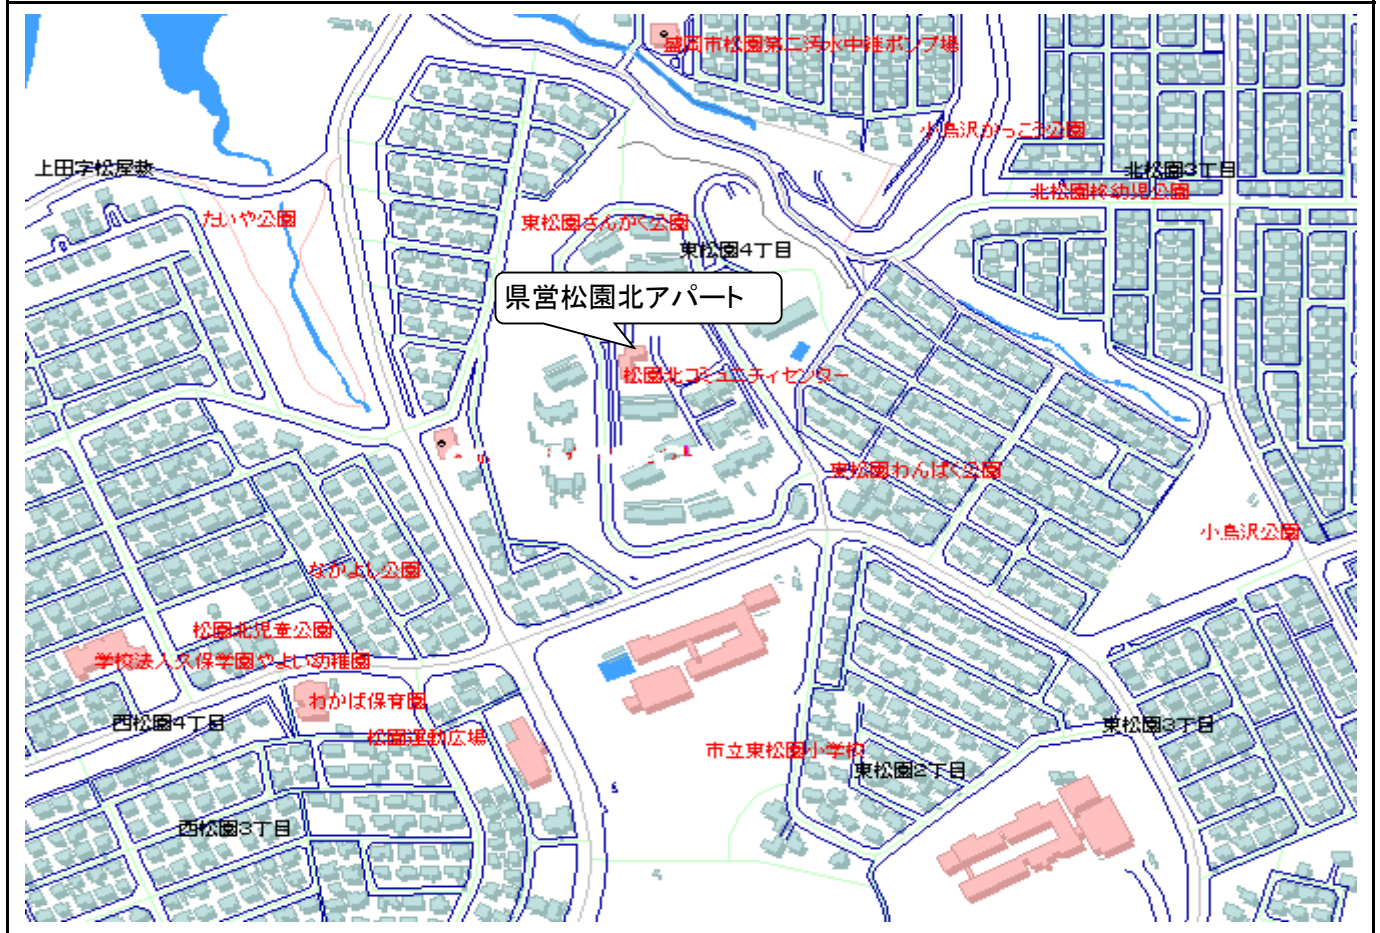 盛岡市松園第二汚水中継ポンプ場
小鳥沢かっこう公園
上田字松屋敷
北松園3丁目
北松園柊幼児公園
たいや公園
東松園さんかく公園
東松園4丁目
県営松園北アパート
松園北コミュニティセンター
東松園わんぱく公園
小鳥沢公園
なかよし公園
松園北児童公園
学校法人久保学園やよい幼稚園
わかば保育園
西松園4丁目
松園運動広場
東松園3丁目
市立東松園小学校
東松園2丁目
西松園3丁目